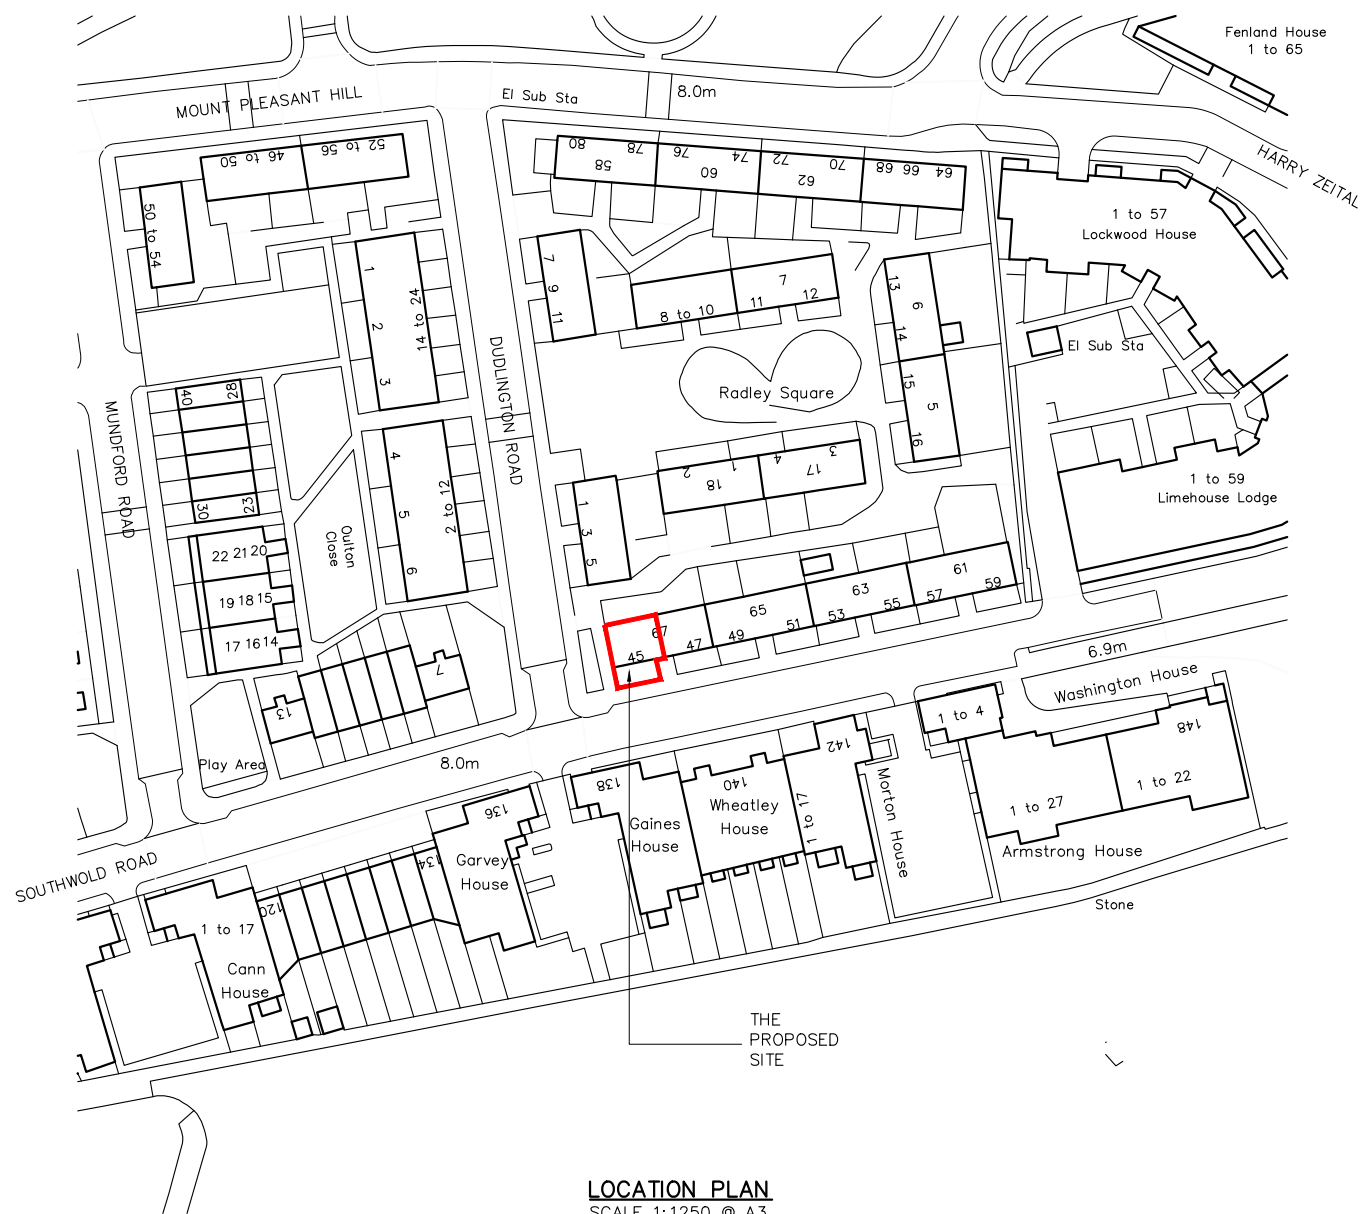 Fenland House
1 to 65
MOUNT PLEASANT HILL
El Sub Sta
8.0m
HARRY ZEITAL
50
46 to 50
52 to 56
80
78
76
74
72
70
68
66
64
58
60
62
50 to 54
1 to 57
Lockwood House
1
2
3
14 to 24
7
9
11
7
8 to 10
11
12
13
6
14
15
5
16
El Sub Sta
Radley Square
DUDLINGTON ROAD
MUNDFORD ROAD
40
28
30
23
4
5
6
2 to 12
2
1
4
3
18
17
1 to 59
Limehouse Lodge
1
3
5
Oulton
Close
22 21 20
19 18 15
17 16 14
61
63
65
67
59
57
55
53
51
49
47
45
6.9m
Washington House
7
13
1 to 4
148
1 to 22
1 to 27
Armstrong House
Play Area
8.0m
142
140
138
136
134
120
Wheatley
House
1 to 17
Morton House
Gaines
House
Garvey
House
SOUTHWOLD ROAD
1 to 17
Cann
House
Stone
THE
PROPOSED
SITE
LOCATION PLAN
SCALE 1:1250 @ A3